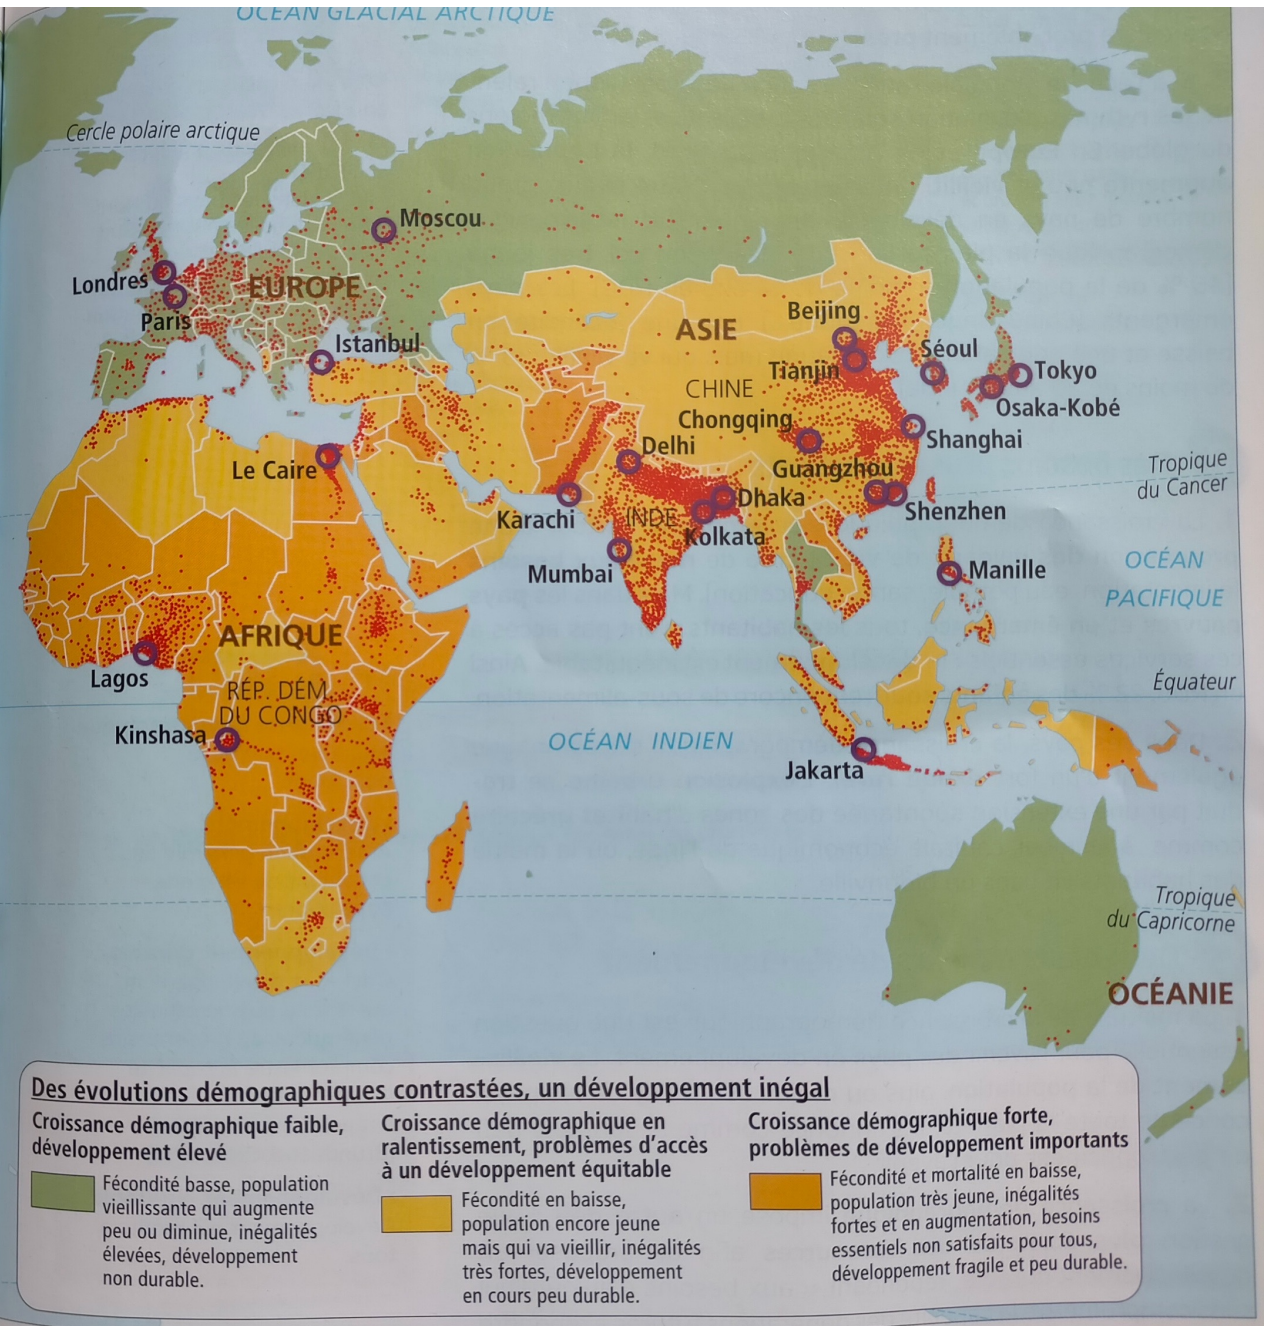 OCÉAN GLACIAL ARCTIQUE
Cercle polaire arctique
Moscou
Londres
EUROPE
Paris
Istanbul
Beijing
ASIE
Séoul
Tianjin
Tokyo
CHINE
Osaka-Kobé
Chongqing
Shanghai
Delhi
Le Caire
Guangzhou
Tropique
du Cancer
Dhaka
Karachi
INDE
Shenzhen
Kolkata
Mumbai
Manille
OCÉAN
PACIFIQUE
AFRIQUE
Lagos
RÉP. DÉM.
DU CONGO
Équateur
Kinshasa
OCÉAN INDIEN
Jakarta
Tropique
du Capricorne
OCÉANIE
Des évolutions démographiques contrastées, un développement inégal
Croissance démographique faible,
développement élevé
Fécondité basse, population
vieillissante qui augmente
peu ou diminue, inégalités
élevées, développement
non durable.
Croissance démographique en
ralentissement, problèmes d'accès
à un développement équitable
Fécondité en baisse,
population encore jeune
mais qui va vieillir, inégalités
très fortes, développement
en cours peu durable.
Croissance démographique forte,
problèmes de développement importants
Fécondité et mortalité en baisse,
population très jeune, inégalités
fortes et en augmentation, besoins
essentiels non satisfaits pour tous,
développement fragile et peu durable.